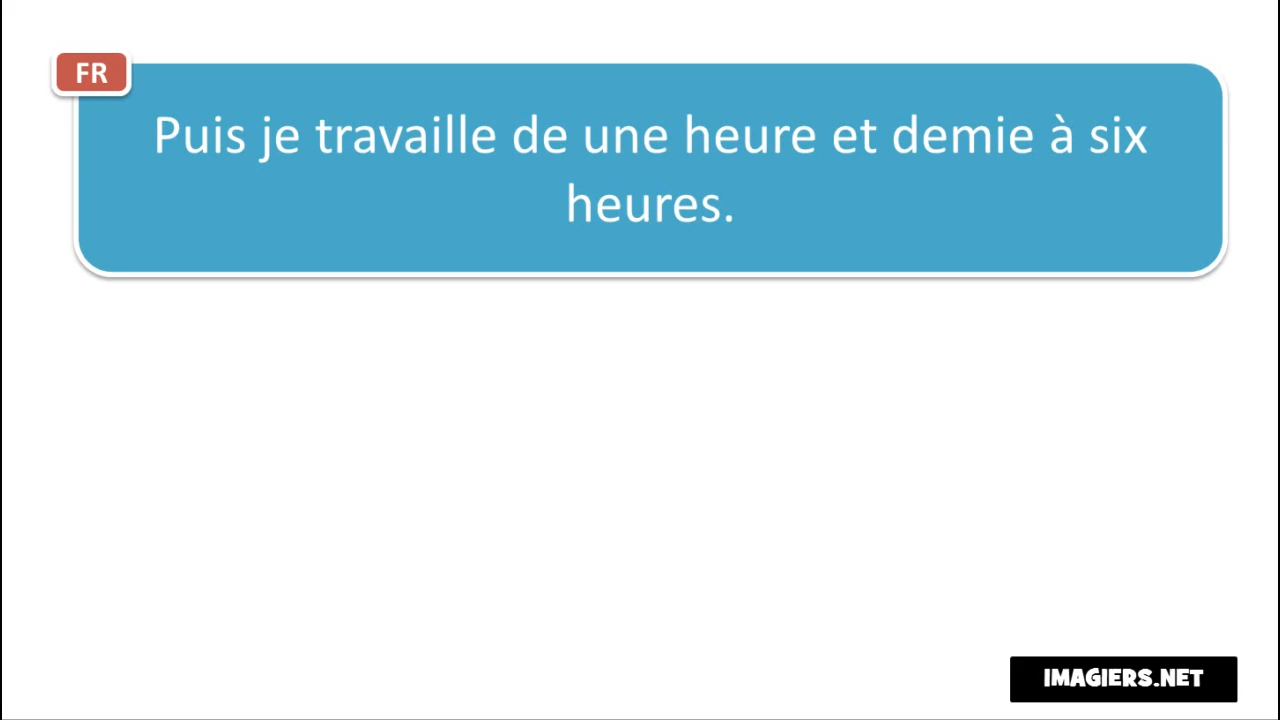 FR
Puis je travaille de une heure et demie à six
heures.
IMAGIERS.NET